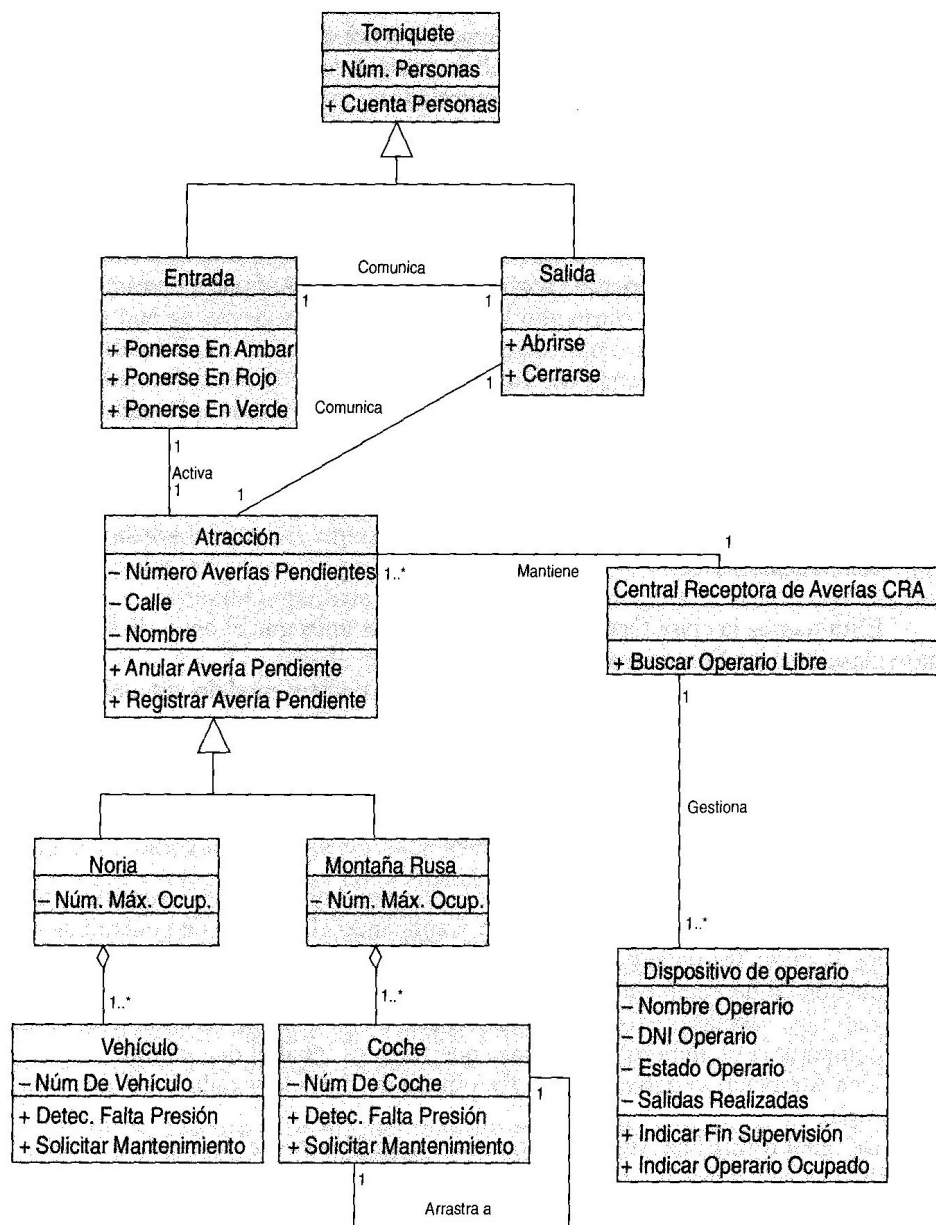 Torniquete
– Núm. Personas
+ Cuenta Personas
Entrada
+ Ponerse En Ambar
+ Ponerse En Rojo
+ Ponerse En Verde
Comunica
1
1
Salida
+ Abrirse
+ Cerrarse
1
Comunica
1
1
Activa
1
Atracción
– Número Averías Pendientes
– Calle
– Nombre
+ Anular Avería Pendiente
+ Registrar Avería Pendiente
1..*
Mantiene
1
Central Receptora de Averías CRA
+ Buscar Operario Libre
1
Gestiona
1..*
Noria
– Núm. Máx. Ocup.
Montaña Rusa
– Núm. Máx. Ocup.
1..*
1..*
Vehículo
– Núm De Vehículo
+ Detec. Falta Presión
+ Solicitar Mantenimiento
Coche
– Núm De Coche
+ Detec. Falta Presión
+ Solicitar Mantenimiento
1
1
Arrastra a
Dispositivo de operario
– Nombre Operario
– DNI Operario
– Estado Operario
– Salidas Realizadas
+ Indicar Fin Supervisión
+ Indicar Operario Ocupado